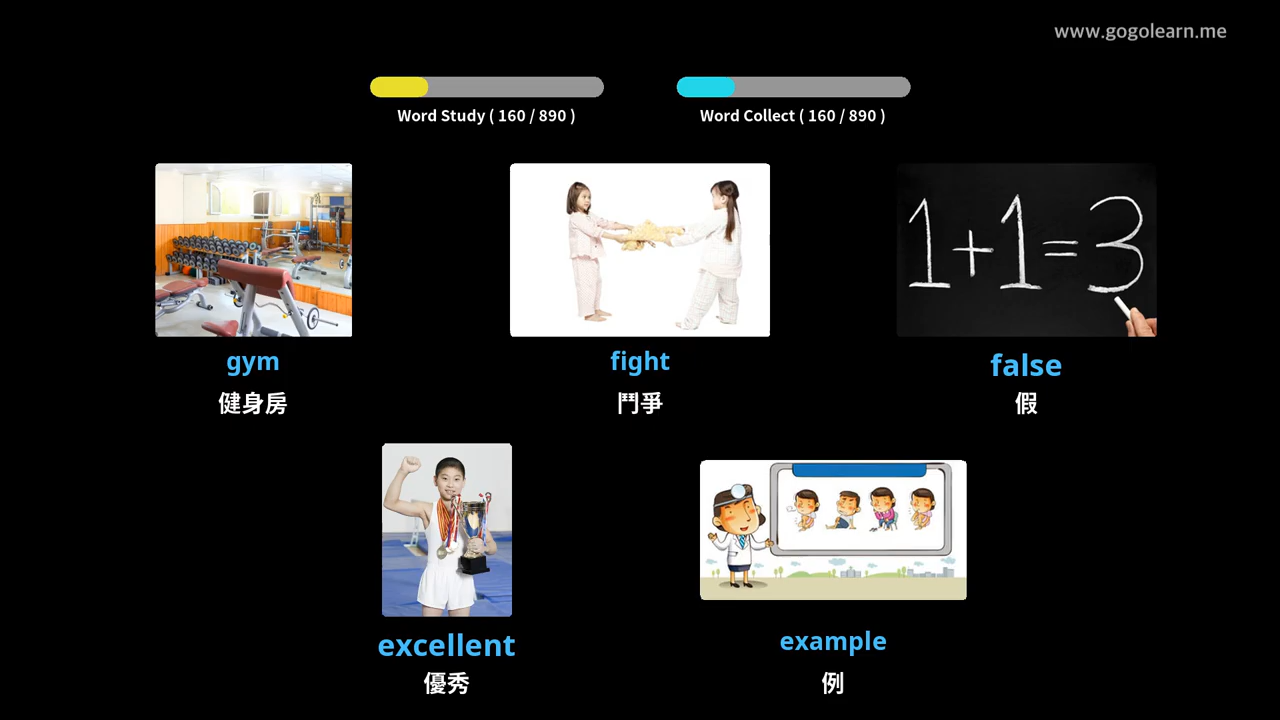 www.gogolearn.me
Word Study ( 160 / 890 )
Word Collect ( 160 / 890 )
1+1=3
gym
健身房
fight
鬥爭
false
假
excellent
優秀
example
例